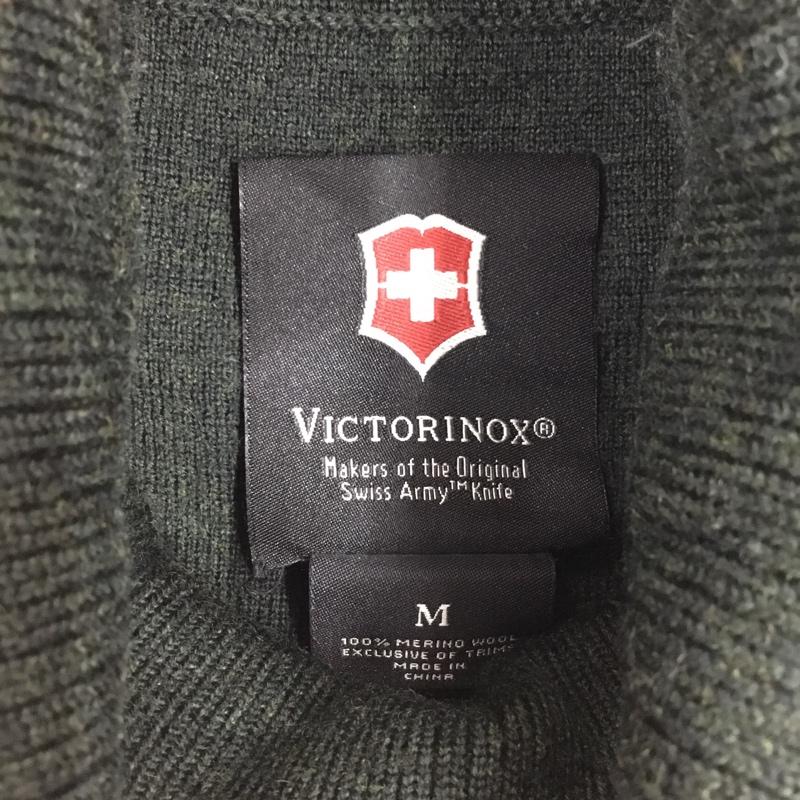 VICTORINOX®
Makers of the Original
Swiss Army™ Knife
M
100% MERINO WOOL
EXCLUSIVE OF TRIMS
MADE IN
CHINA